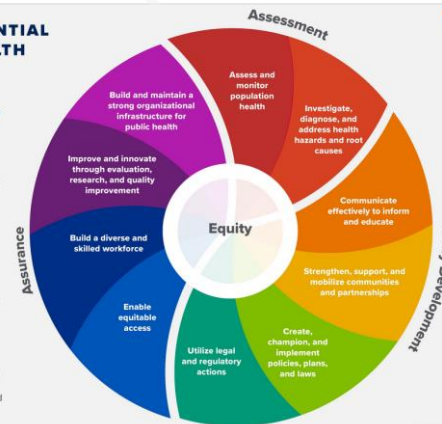 NTIAL
LTH
Assessment
Assess and
monitor
population
health
Investigate,
diagnose, and
address health
hazards and root
causes
Communicate
effectively to inform
and educate
Strengthen, support, and
mobilize communities
and partnerships
Create,
champion, and
implement
policies, plans,
and laws
Utilize legal
and regulatory
actions
Enable
equitable
access
Build a diverse and
skilled workforce
Improve and innovate
through evaluation,
research, and quality
improvement
Build and maintain a
strong organizational
infrastructure for
public health
Equity
Assurance
Development